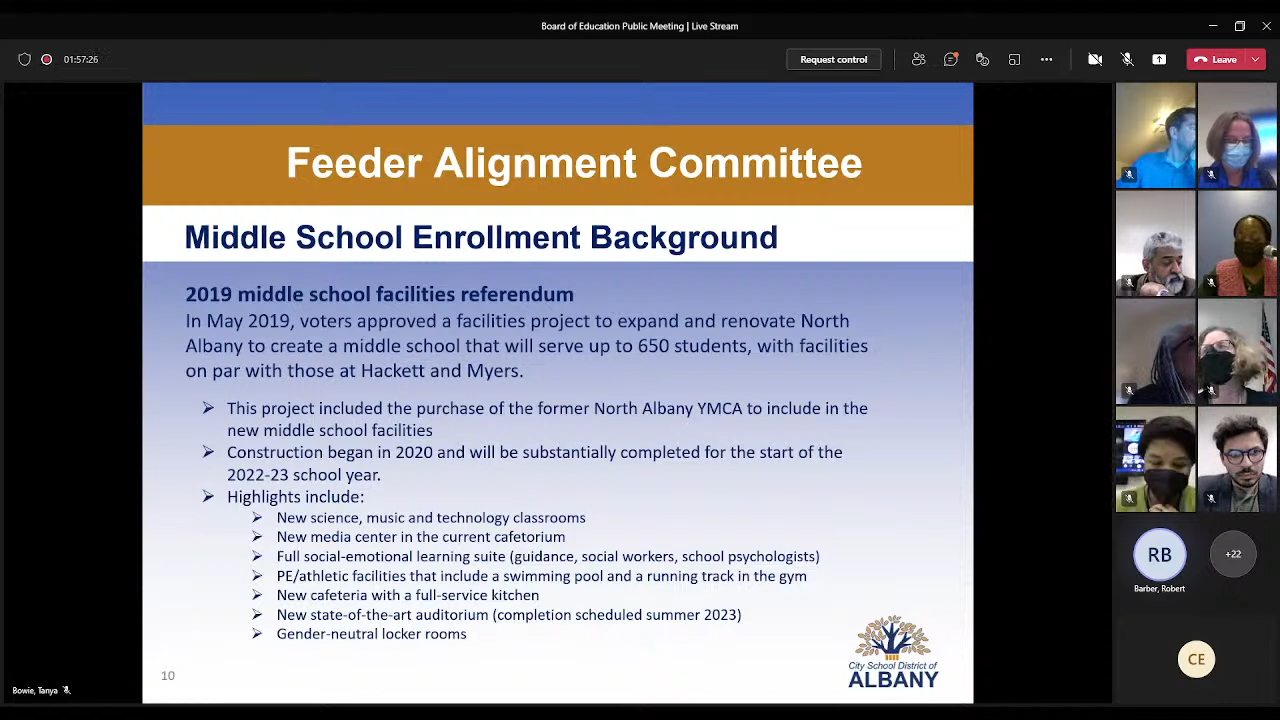 Board of Education Public Meeting | Live Stream
01:57:26
Request control
Leave
Feeder Alignment Committee
Middle School Enrollment Background
2019 middle school facilities referendum
In May 2019, voters approved a facilities project to expand and renovate North
Albany to create a middle school that will serve up to 650 students, with facilities
on par with those at Hackett and Myers.
This project included the purchase of the former North Albany YMCA to include in the
new middle school facilities
Construction began in 2020 and will be substantially completed for the start of the
2022-23 school year.
Highlights include:
New science, music and technology classrooms
New media center in the current cafetorium
Full social-emotional learning suite (guidance, social workers, school psychologists)
PE/athletic facilities that include a swimming pool and a running track in the gym
New cafeteria with a full-service kitchen
New state-of-the-art auditorium (completion scheduled summer 2023)
Gender-neutral locker rooms
City School District of
ALBANY
10
Bowie, Tanya
RB
+22
Barber, Robert
CE